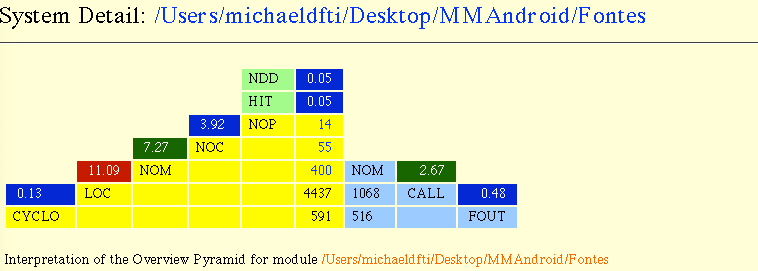 System Detail: /Users/michaeldfti/Desktop/MMAndroid/Fontes
NDD 0.05
HIT 0.05
3.92 NOP 14
7.27 NOC 55
11.09 NOM 400 NOM 2.67
0.13 LOC 4437 1068 CALL 0.48
CYCLO 591 516 FOUT
Interpretation of the Overview Pyramid for module /Users/michaeldfti/Desktop/MMAndroid/Fontes